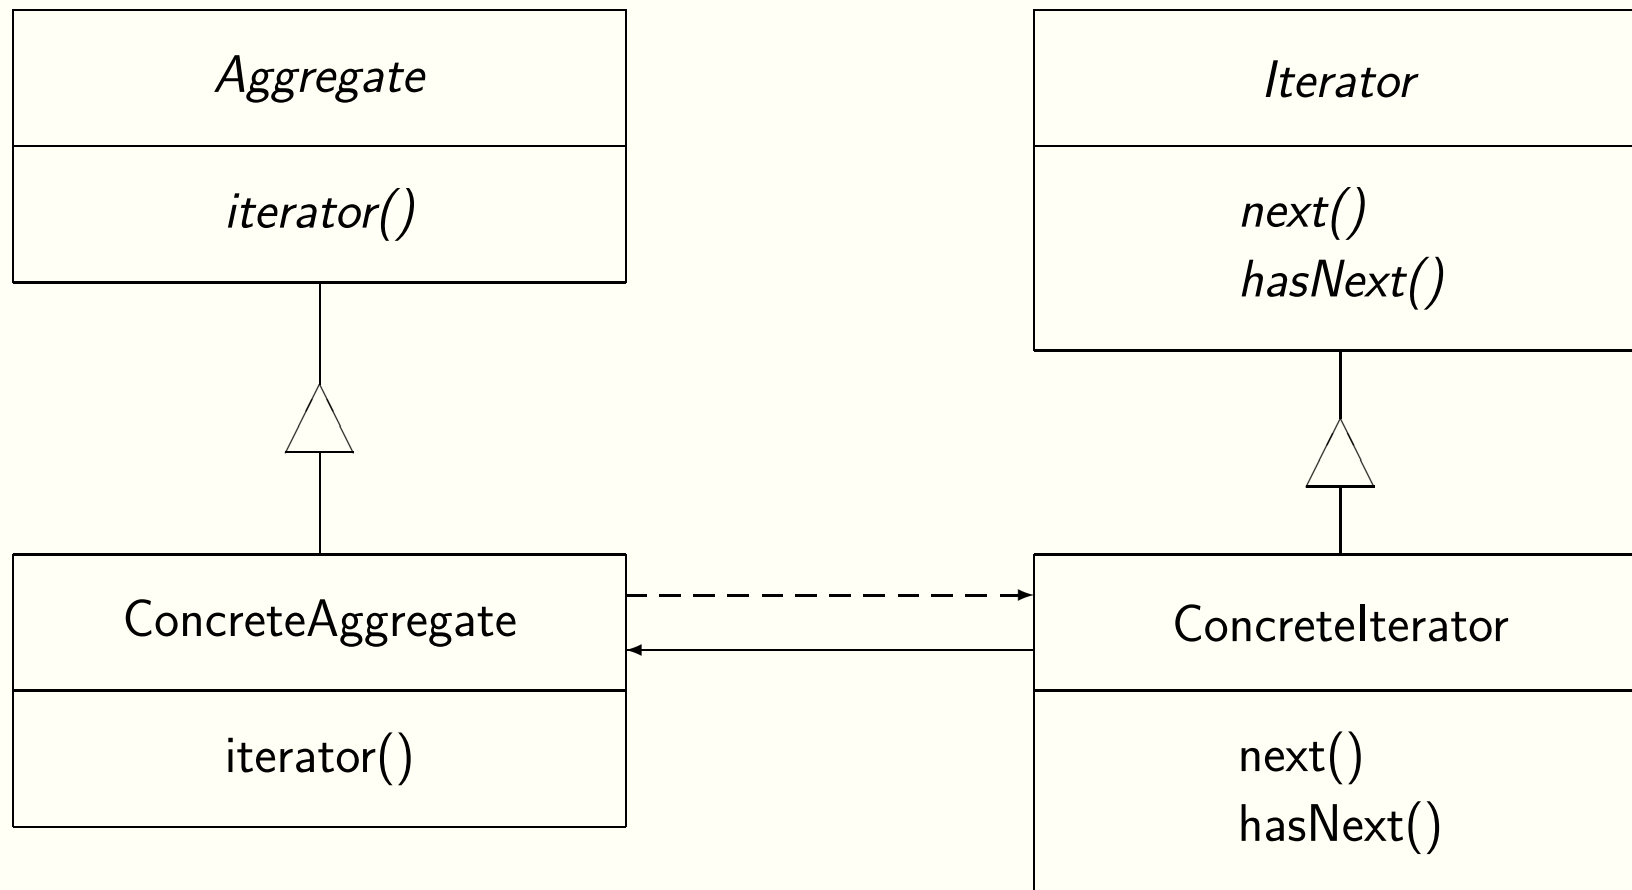 Aggregate
iterator()
Iterator
next()
hasNext()
ConcreteAggregate
iterator()
ConcreteIterator
next()
hasNext()